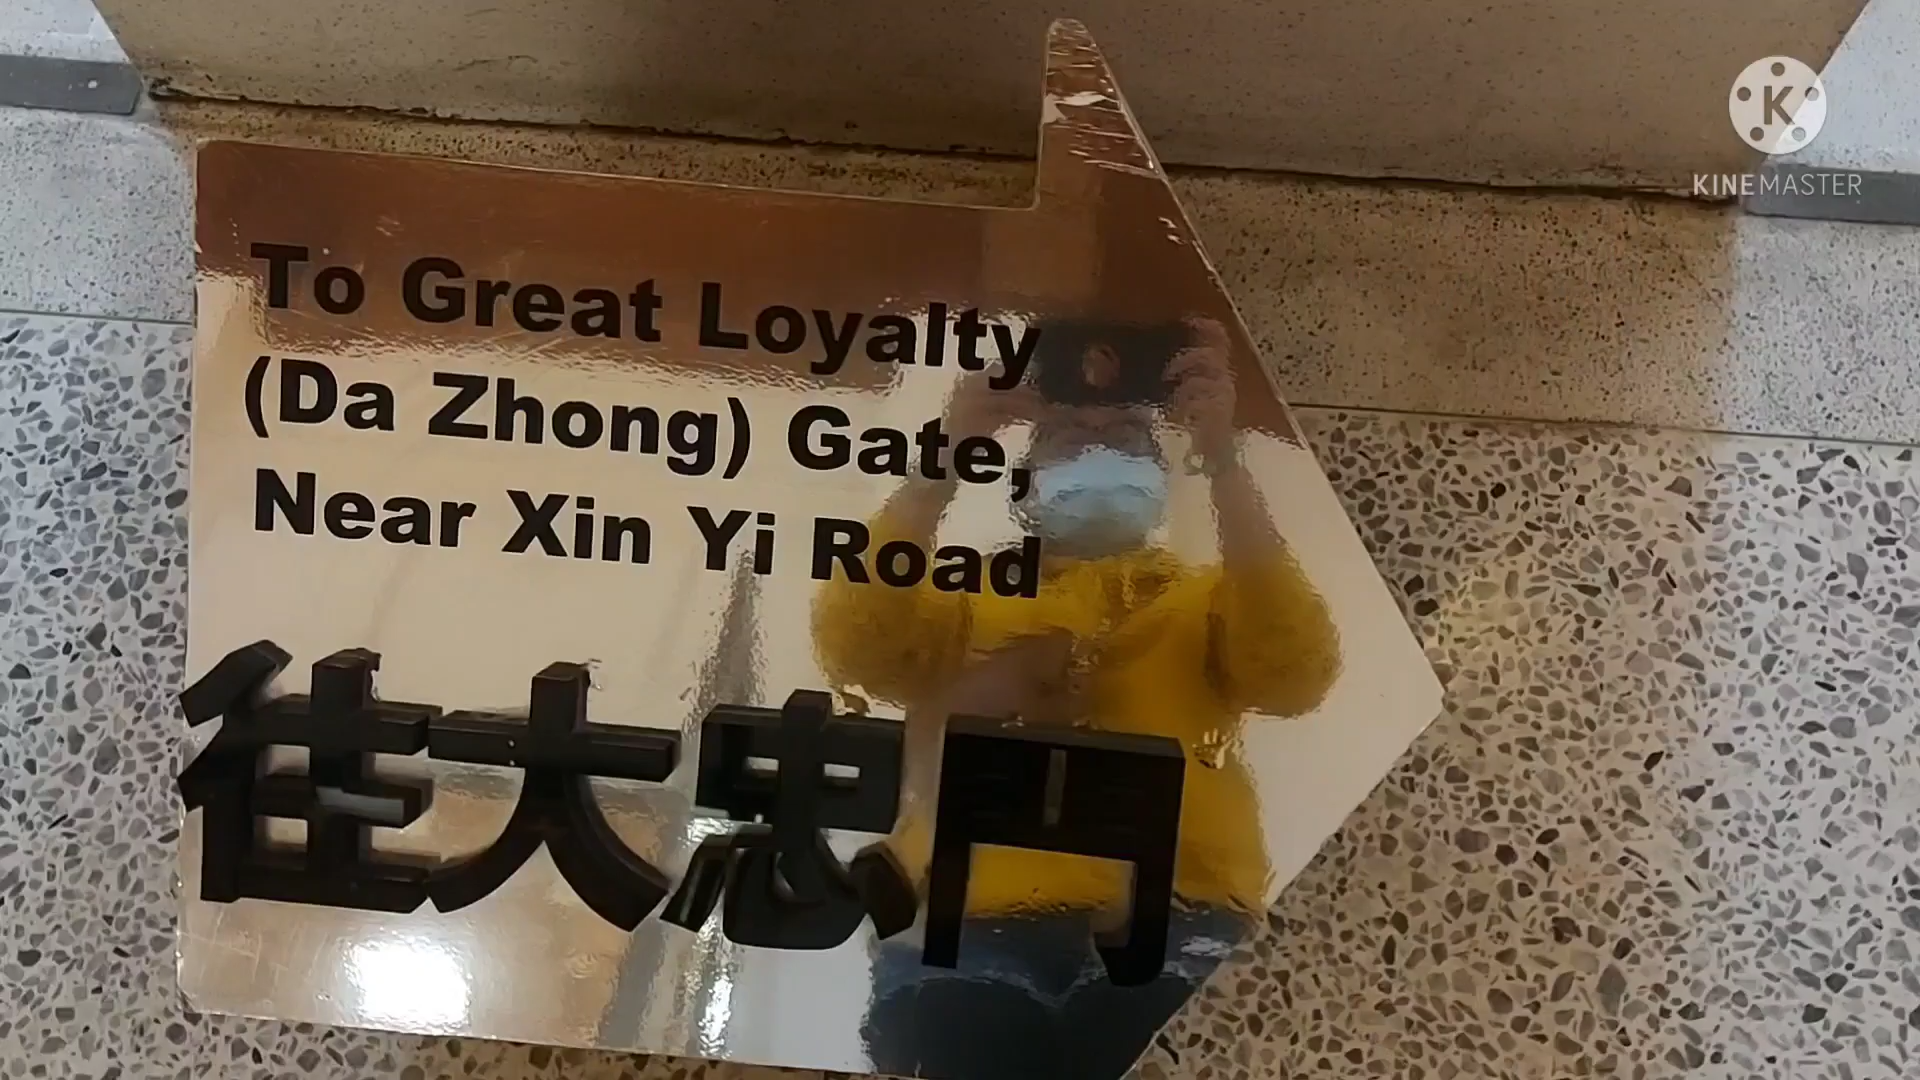 To Great Loyalty
(Da Zhong) Gate,
Near Xin Yi Road
往大忠門
K
KINEMASTER